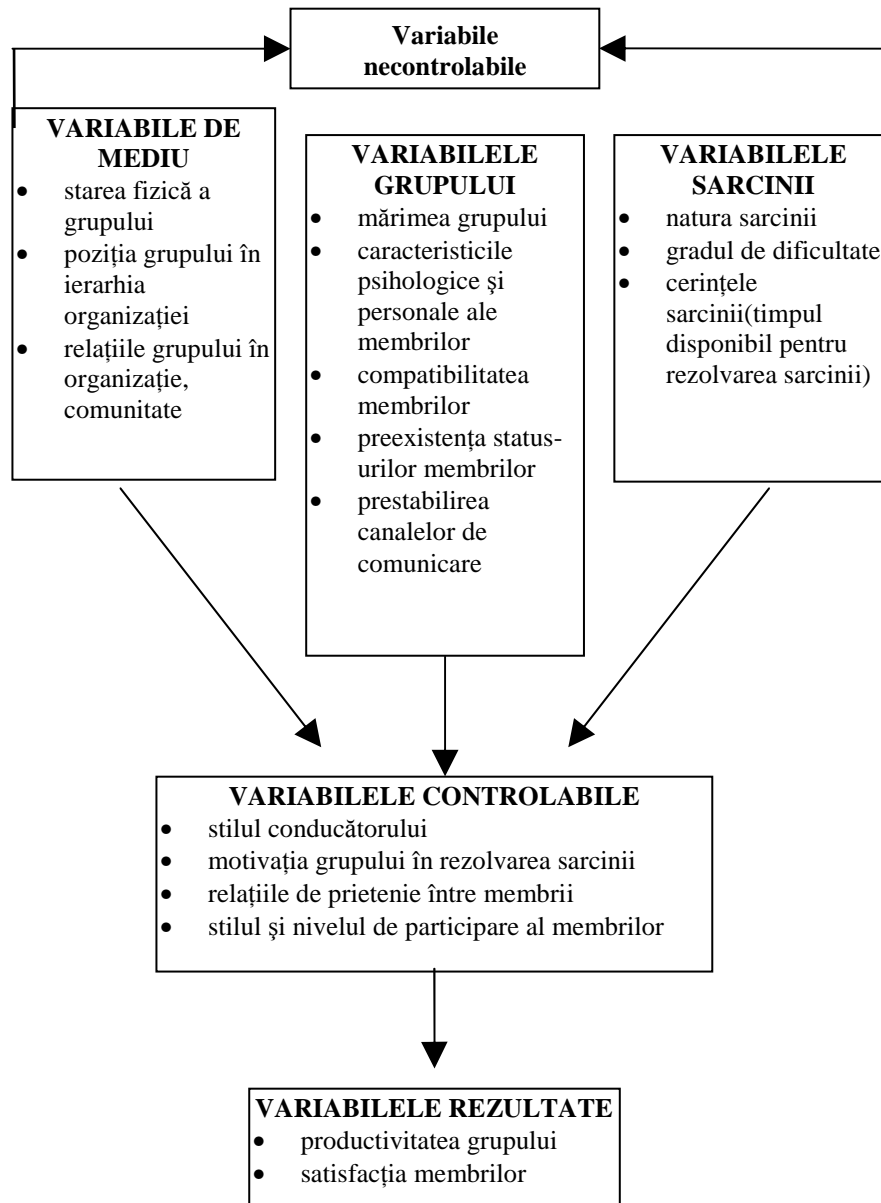 Variabile
necontrolabile
VARIABILE DE
MEDIU
• starea fizică a
grupului
• poziția grupului în
ierarhia
organizației
• relațiile grupului în
organizație,
comunitate
VARIABILELE
GRUPULUI
• mărimea grupului
• caracteristicile
psihologice şi
personale ale
membrilor
• compatibilitatea
membrilor
• preexistența status-
urilor membrilor
• prestabilirea
canalelor de
comunicare
VARIABILELE
SARCINII
• natura sarcinii
• gradul de dificultate
• cerințele
sarcinii(timpul
disponibil pentru
rezolvarea sarcinii)
VARIABILELE CONTROLABILE
• stilul conducătorului
• motivația grupului în rezolvarea sarcinii
• relațiile de prietenie între membrii
• stilul şi nivelul de participare al membrilor
VARIABILELE REZULTATE
• productivitatea grupului
• satisfacția membrilor